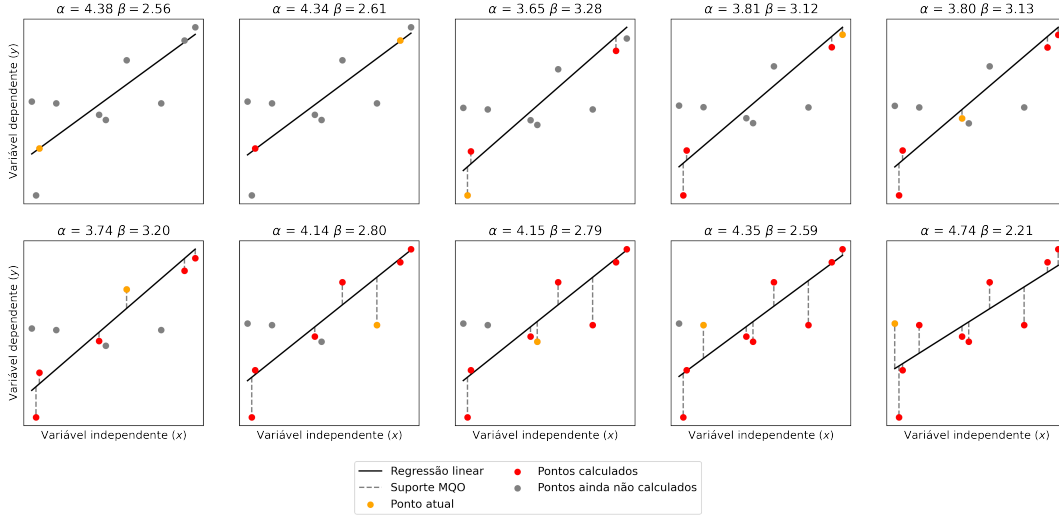 α = 4.38 β = 2.56
α = 4.34 β = 2.61
α = 3.65 β = 3.28
α = 3.81 β = 3.12
α = 3.80 β = 3.13
Variável dependente (y)
α = 3.74 β = 3.20
α = 4.14 β = 2.80
α = 4.15 β = 2.79
α = 4.35 β = 2.59
α = 4.74 β = 2.21
Variável dependente (y)
Variável independente (x)
Variável independente (x)
Variável independente (x)
Variável independente (x)
Variável independente (x)
Regressão linear
Suporte MQO
Ponto atual
Pontos calculados
Pontos ainda não calculados